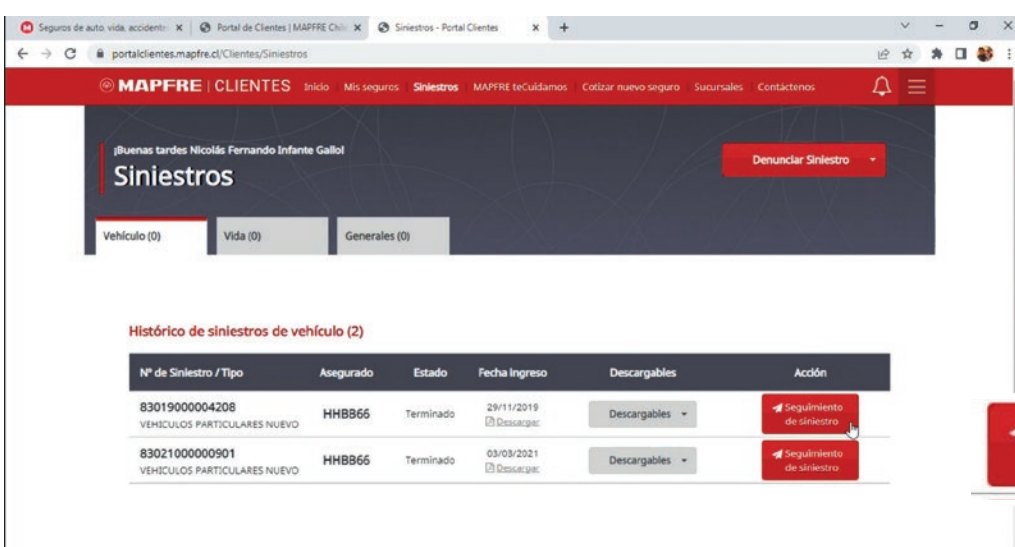 Seguros de auto, vida, accidente
Portal de Clientes | MAPFRE Chile
Siniestros - Portal Clientes
portalclientes.mapfre.cl/Clientes/Siniestros
MAPFRE | CLIENTES Inicio Mis seguros Siniestros MAPFRE teCuidamos Cotizar nuevo seguro Sucursales Contáctenos
¡Buenas tardes Nicolás Fernando Infante Gallo!
Siniestros
Denunciar Siniestro
Vehículo (0) Vida (0) Generales (0)
Histórico de siniestros de vehículo (2)
Nº de Siniestro / Tipo Asegurado Estado Fecha Ingreso Descargables Acción
83019000004208 HHBB66 Terminado 29/11/2019 Descargables Seguimiento
VEHICULOS PARTICULARES NUEVO Descargar de siniestro
83021000000901 HHBB66 Terminado 03/03/2021 Descargables Seguimiento
VEHICULOS PARTICULARES NUEVO Descargar de siniestro